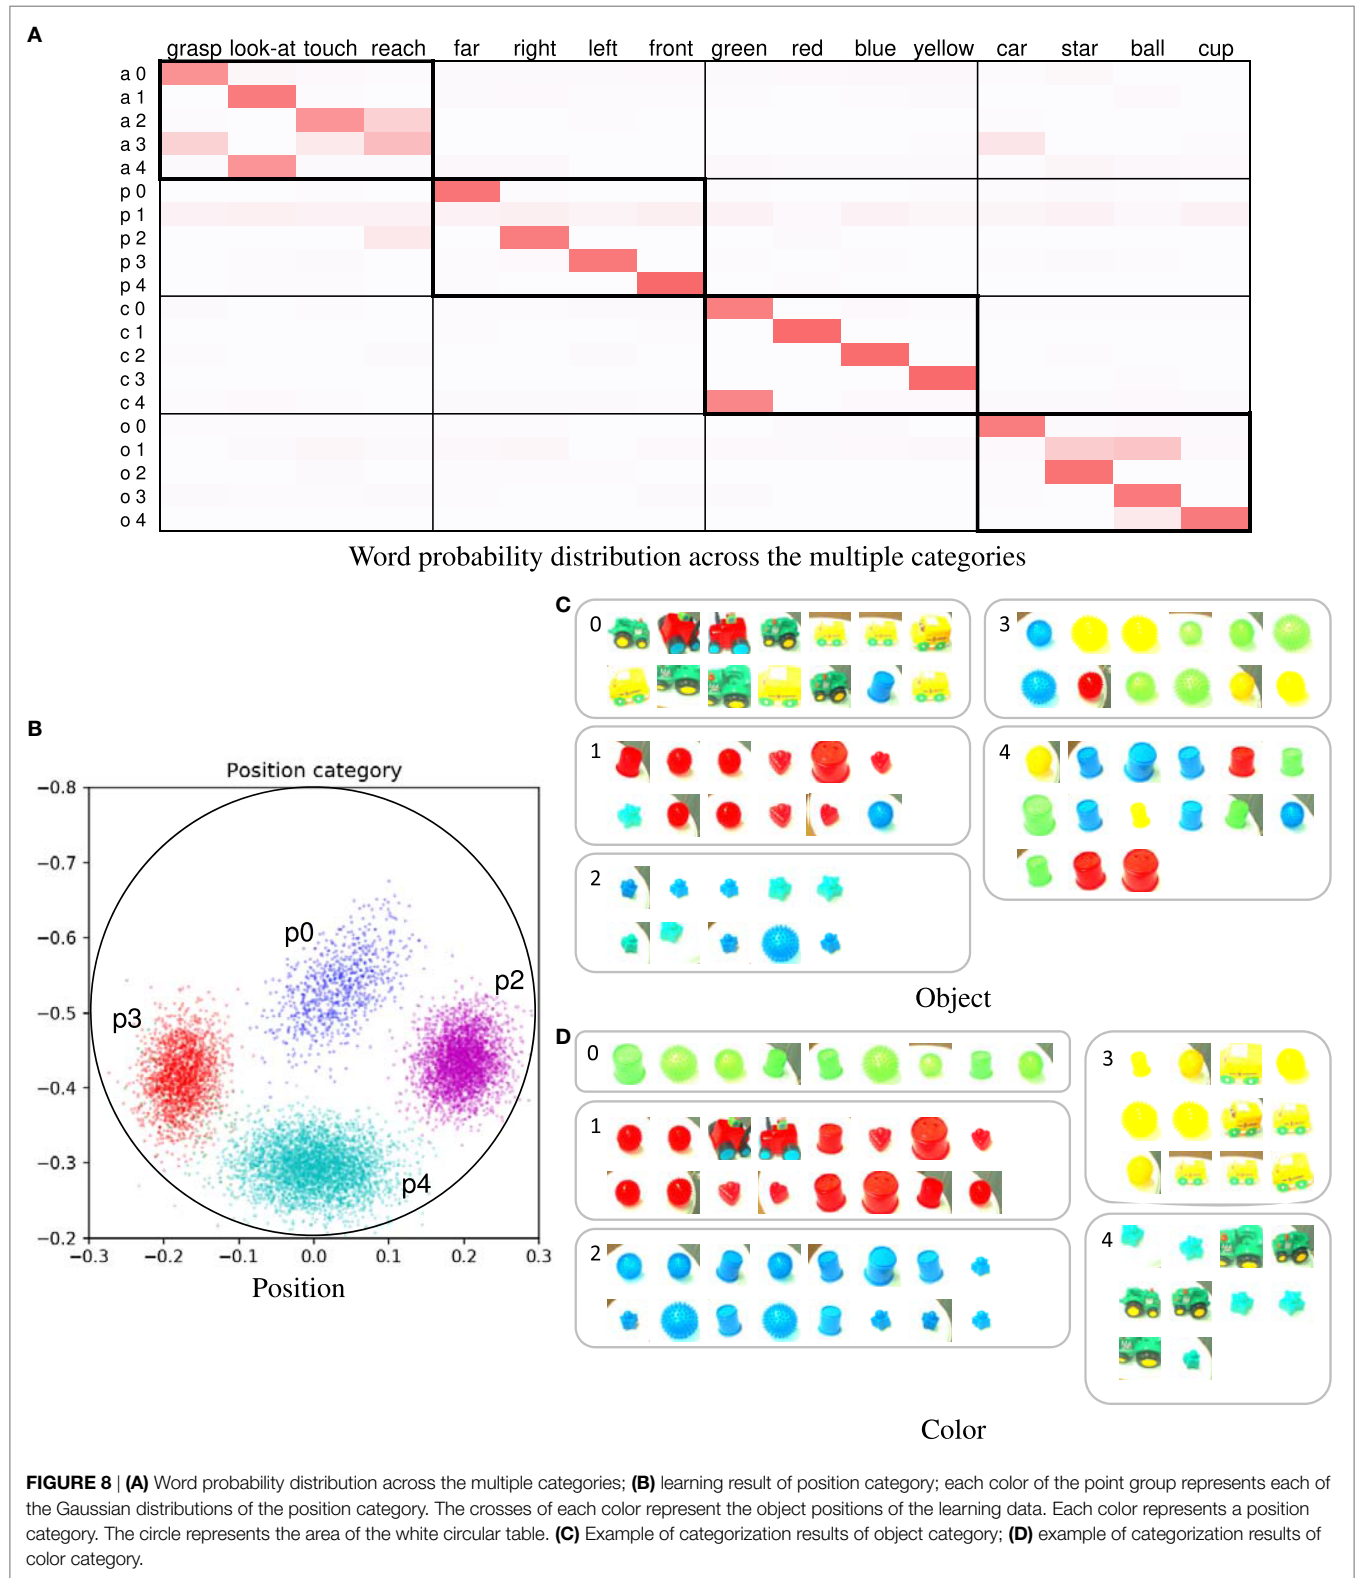 A
grasp look-at touch reach far right left front green red blue yellow car star ball cup
a 0
a 1
a 2
a 3
a 4
p 0
p 1
p 2
p 3
p 4
c 0
c 1
c 2
c 3
c 4
o 0
o 1
o 2
o 3
o 4
Word probability distribution across the multiple categories
B
Position category
−0.8
−0.7
−0.6
−0.5
−0.4
−0.3
−0.2
p0
p2
p3
p4
−0.3 −0.2 −0.1 0.0 0.1 0.2 0.3
Position
C
0
1
2
3
4
Object
D
0
1
2
3
4
Color
FIGURE 8 | (A) Word probability distribution across the multiple categories; (B) learning result of position category; each color of the point group represents each of
the Gaussian distributions of the position category. The crosses of each color represent the object positions of the learning data. Each color represents a position
category. The circle represents the area of the white circular table. (C) Example of categorization results of object category; (D) example of categorization results of
color category.